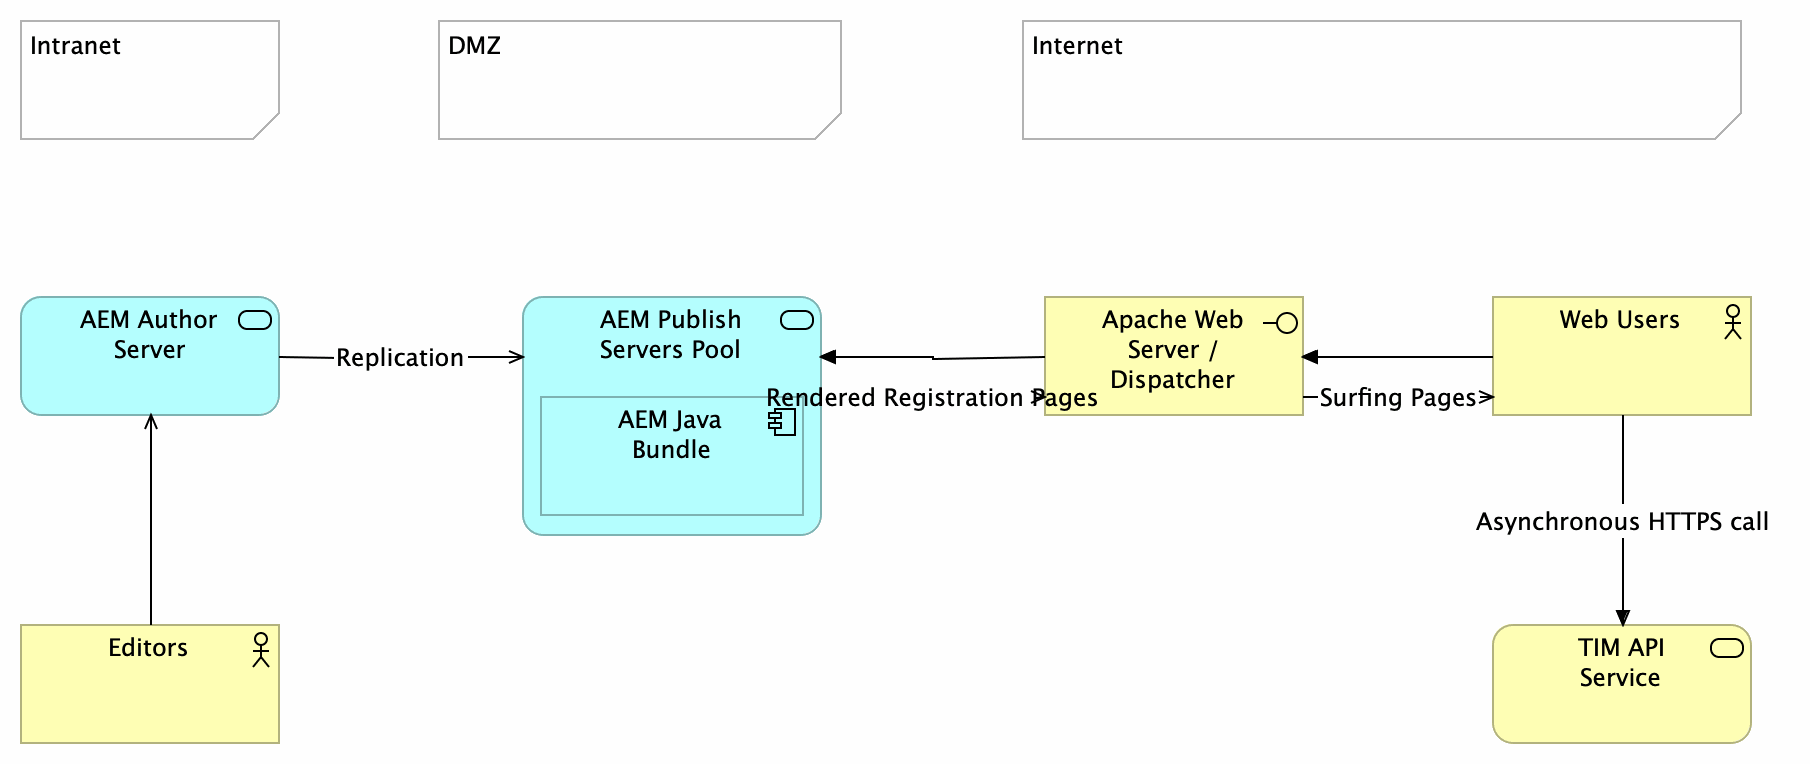 Intranet
DMZ
Internet
AEM Author
Server
Replication
AEM Publish
Servers Pool
AEM Java
Bundle
Rendered Registration Pages
Apache Web
Server /
Dispatcher
Surfing Pages
Web Users
Asynchronous HTTPS call
Editors
TIM API
Service